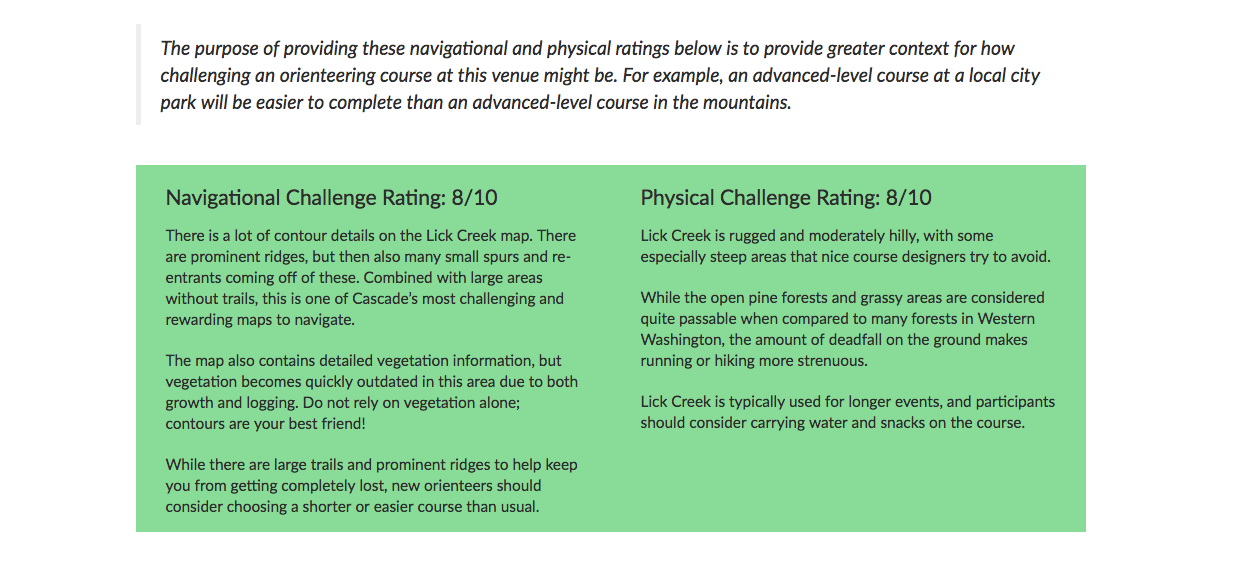 The purpose of providing these navigational and physical ratings below is to provide greater context for how
challenging an orienteering course at this venue might be. For example, an advanced-level course at a local city
park will be easier to complete than an advanced-level course in the mountains.
Navigational Challenge Rating: 8/10
There is a lot of contour details on the Lick Creek map. There
are prominent ridges, but then also many small spurs and re-
entrants coming off of these. Combined with large areas
without trails, this is one of Cascade's most challenging and
rewarding maps to navigate.
The map also contains detailed vegetation information, but
vegetation becomes quickly outdated in this area due to both
growth and logging. Do not rely on vegetation alone;
contours are your best friend!
While there are large trails and prominent ridges to help keep
you from getting completely lost, new orienteers should
consider choosing a shorter or easier course than usual.
Physical Challenge Rating: 8/10
Lick Creek is rugged and moderately hilly, with some
especially steep areas that nice course designers try to avoid.
While the open pine forests and grassy areas are considered
quite passable when compared to many forests in Western
Washington, the amount of deadfall on the ground makes
running or hiking more strenuous.
Lick Creek is typically used for longer events, and participants
should consider carrying water and snacks on the course.